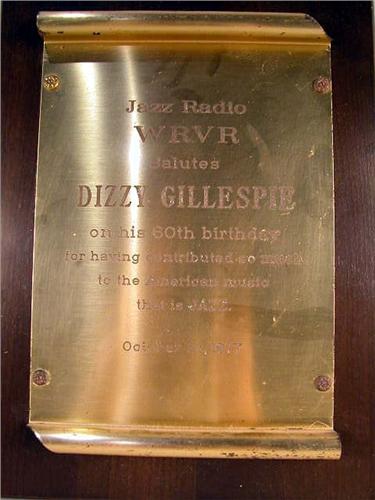 Jazz Radio
WRVR
Salutes
DIZZY GILLESPIE
on his 60th birthday
for having contributed so much
to the American music
that is JAZZ.
October 1977